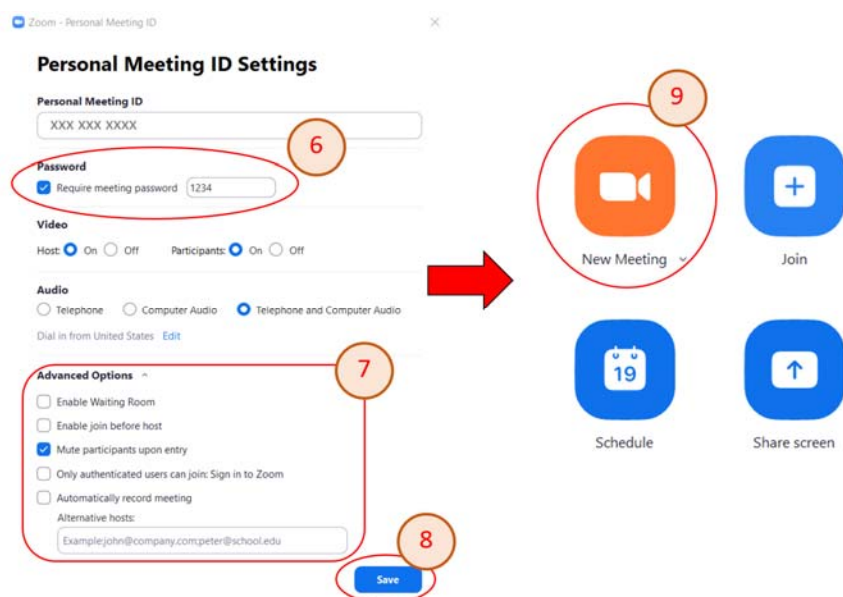 Zoom - Personal Meeting ID
Personal Meeting ID Settings
Personal Meeting ID
XXX XXX XXXX
6
Password
Require meeting password 1234
Video
Host: On Off Participants: On Off
Audio
Telephone Computer Audio Telephone and Computer Audio
Dial in from United States Edit
7
Advanced Options
Enable Waiting Room
Enable join before host
Mute participants upon entry
Only authenticated users can join: Sign in to Zoom
Automatically record meeting
Alternative hosts:
Example:john@company.com;peter@school.edu
8
Save
9
New Meeting
Join
19
Schedule
Share screen